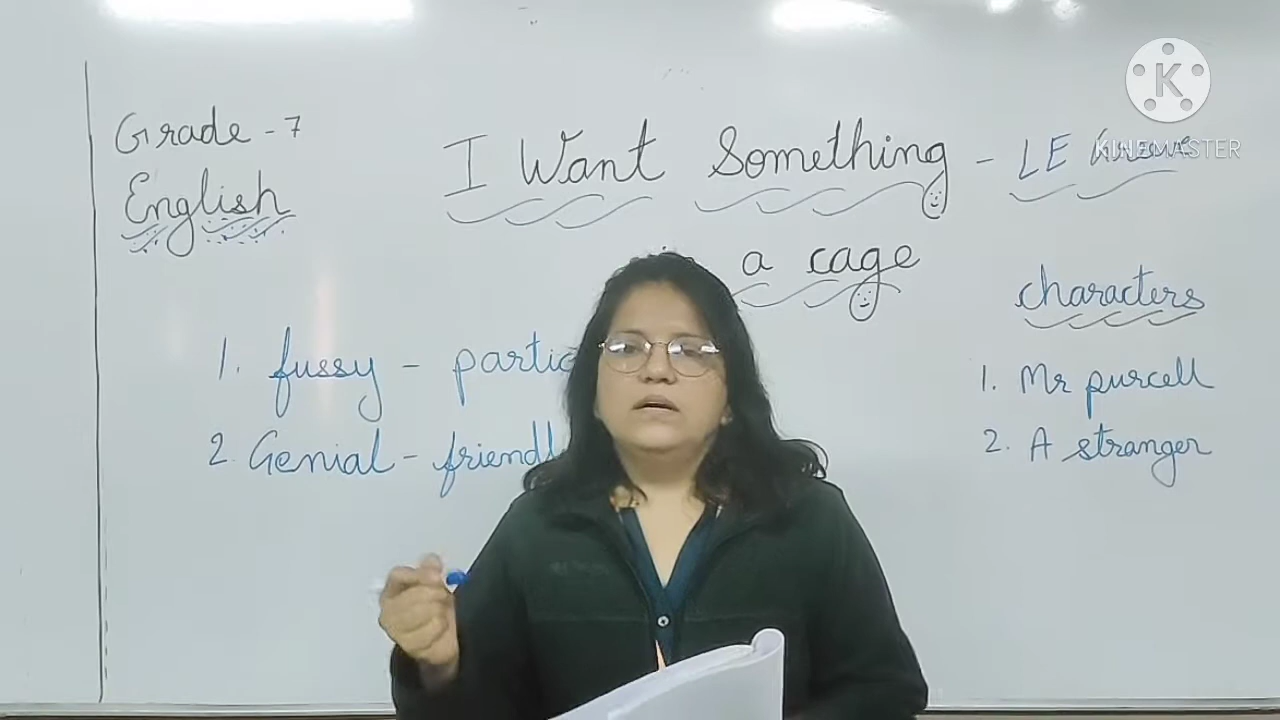 Grade - 7
English
I Want Something - LE
a cage
characters
1. fussy - partic
2. Genial - friendl
1. Mr purcell
2. A stranger
K
KINEMASTER